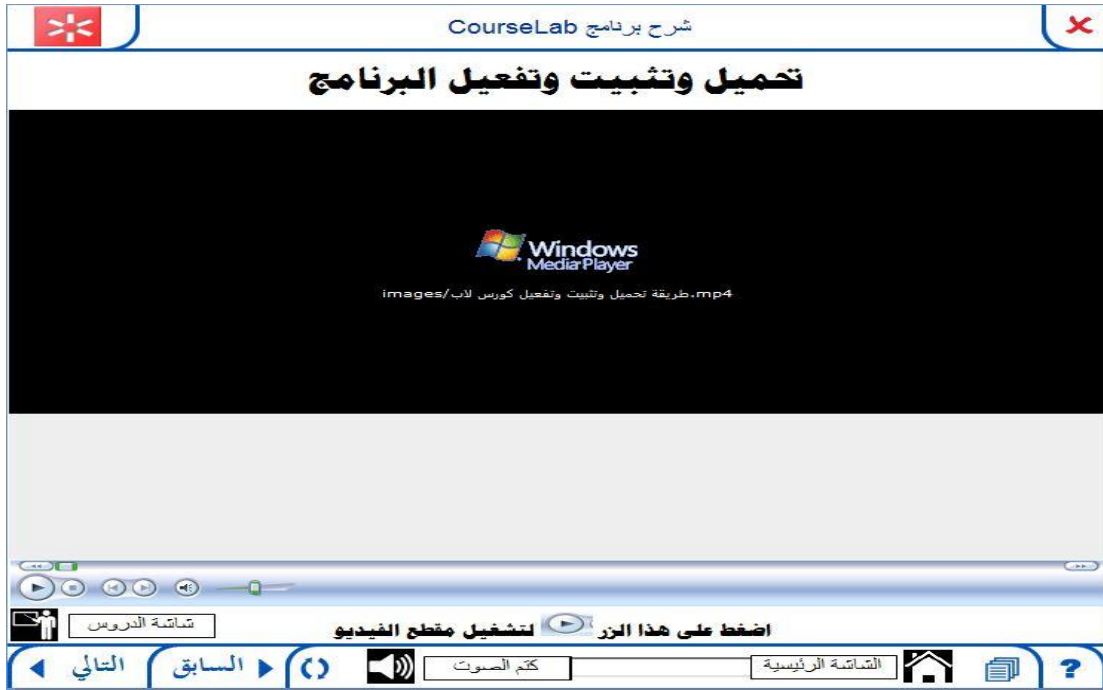 شرح برنامج CourseLab
تحميل وتثبيت وتفعيل البرنامج
Windows
Media Player
images/طريقة تحميل وتثبيت وتفعيل كورس لاب.mp4
اضغط على هذا الزر لتشغيل مقطع الفيديو
شاشة الدروس
?
الشاشة الرئيسية
كتم الصوت
السابق
التالي